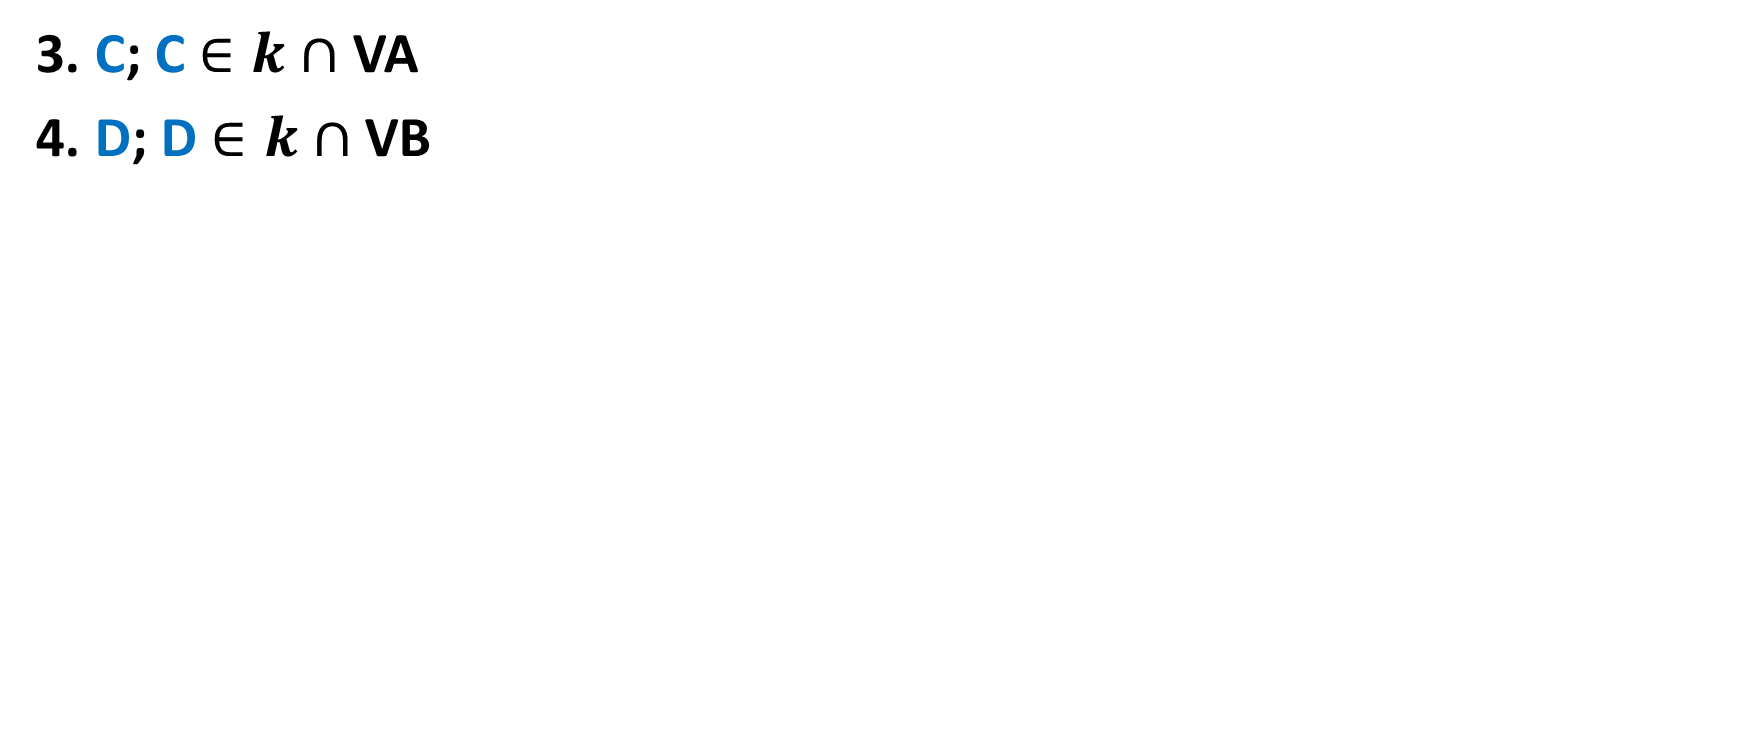 3. C; C ∈ k ∩ VA
4. D; D ∈ k ∩ VB